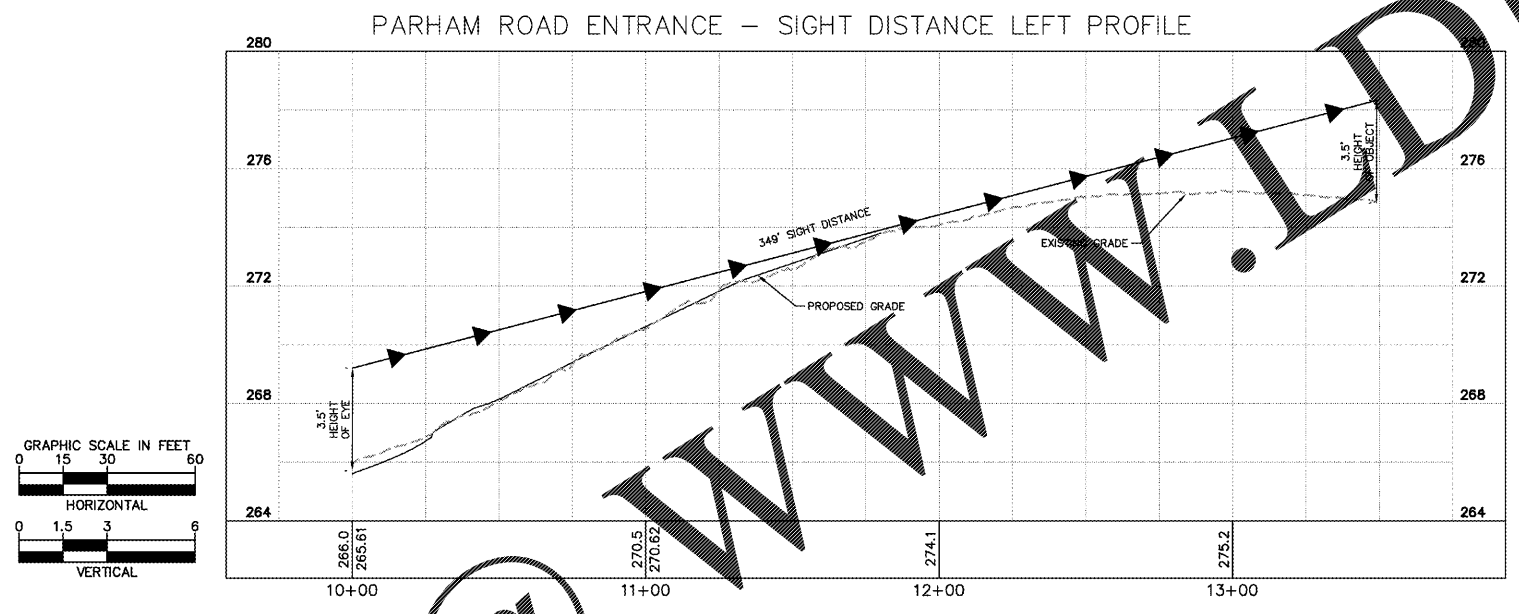 PARHAM ROAD ENTRANCE – SIGHT DISTANCE LEFT PROFILE
280
280
276
276
3.5'
HEIGHT
OF OBJECT
349' SIGHT DISTANCE
EXISTING GRADE
272
272
PROPOSED GRADE
268
268
3.5'
HEIGHT
OF EYE
264
264
GRAPHIC SCALE IN FEET
0 15 30 60
HORIZONTAL
0 1.5 3 6
VERTICAL
266.0
265.61
270.5
270.62
274.1
275.2
10+00
11+00
12+00
13+00
WWW.LD